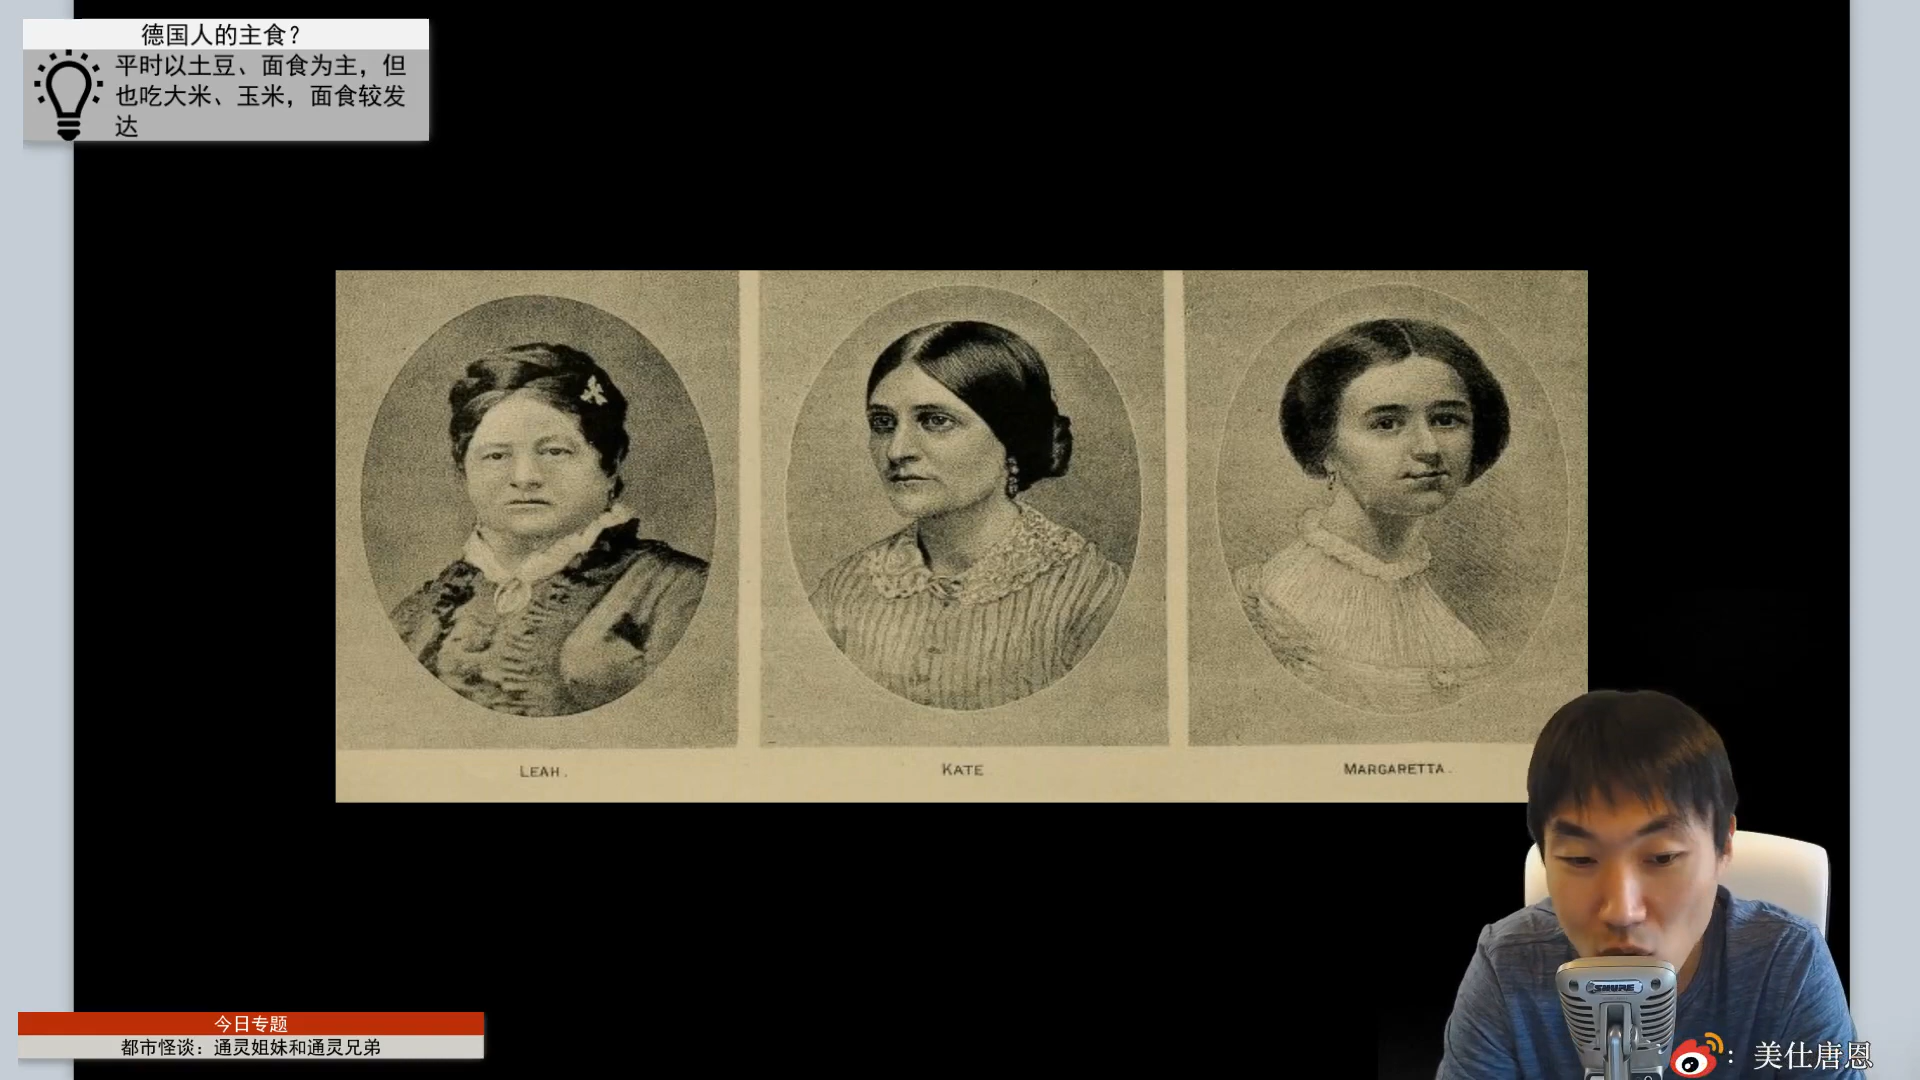 德国人的主食？
平时以土豆、面食为主，但
也吃大米、玉米，面食较发
达
LEAH.
KATE
MARGARETTA.
今日专题
都市怪谈：通灵姐妹和通灵兄弟
SHURE
：美仕唐恩